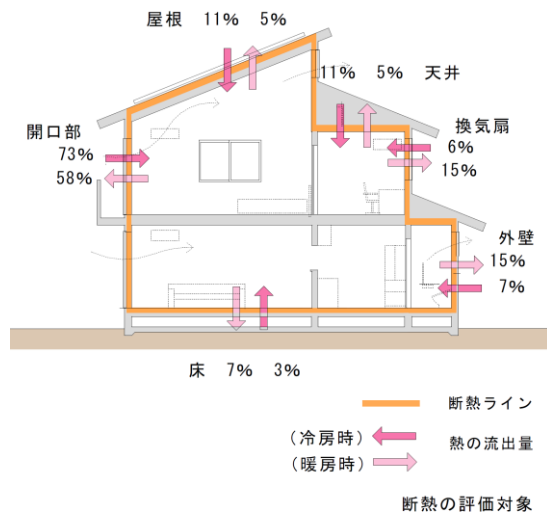 屋根 11% 5%
11% 5% 天井
開口部
73%
58%
換気扇
6%
15%
外壁
15%
7%
床 7% 3%
断熱ライン
(冷房時)
(暖房時)
熱の流出量
断熱の評価対象